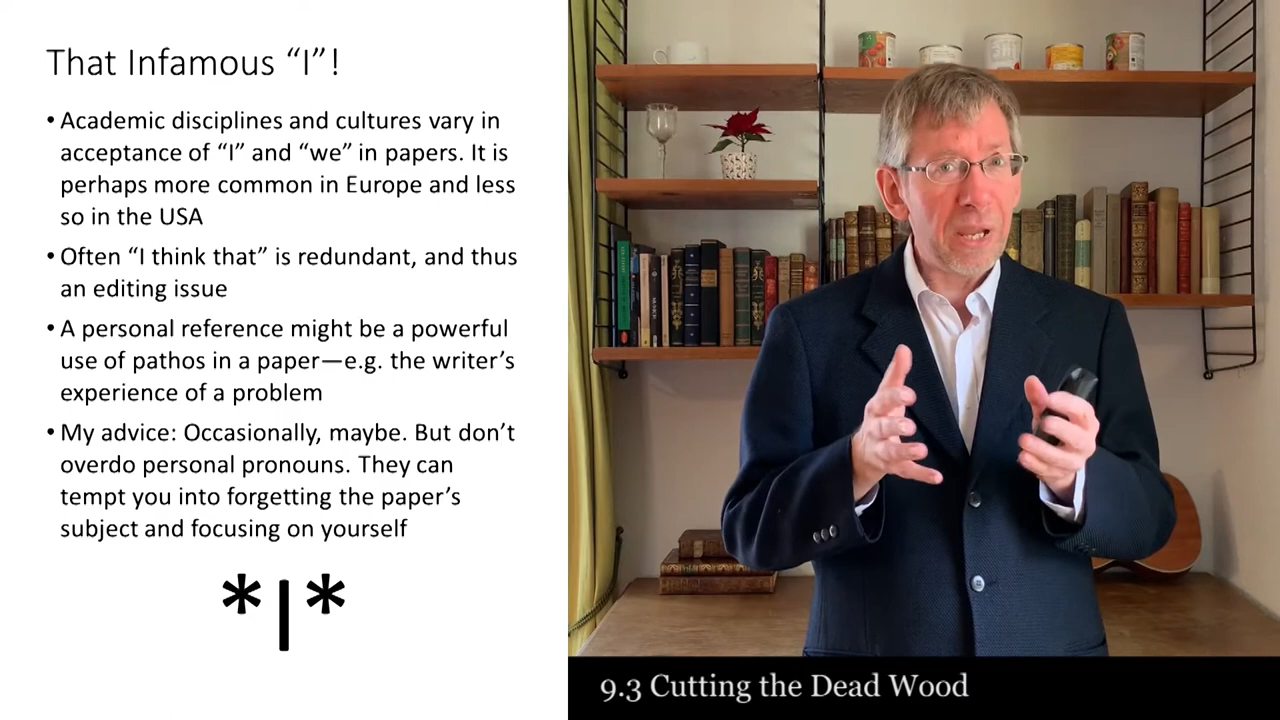 That Infamous “I”!
• Academic disciplines and cultures vary in
acceptance of “I” and “we” in papers. It is
perhaps more common in Europe and less
so in the USA
• Often “I think that” is redundant, and thus
an editing issue
• A personal reference might be a powerful
use of pathos in a paper—e.g. the writer’s
experience of a problem
• My advice: Occasionally, maybe. But don’t
overdo personal pronouns. They can
tempt you into forgetting the paper’s
subject and focusing on yourself
*I*
9.3 Cutting the Dead Wood